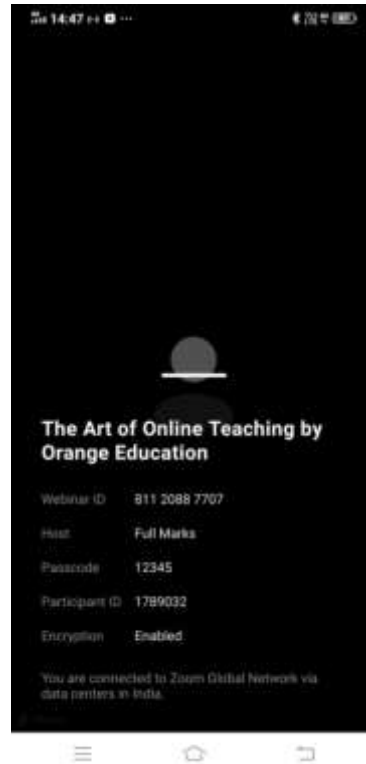 14:47
The Art of Online Teaching by
Orange Education
Webinar ID 811 2088 7707
Host Full Marks
Passcode 12345
Participant ID 1789032
Encryption Enabled
You are connected to Zoom Global Network via
data centers in India.